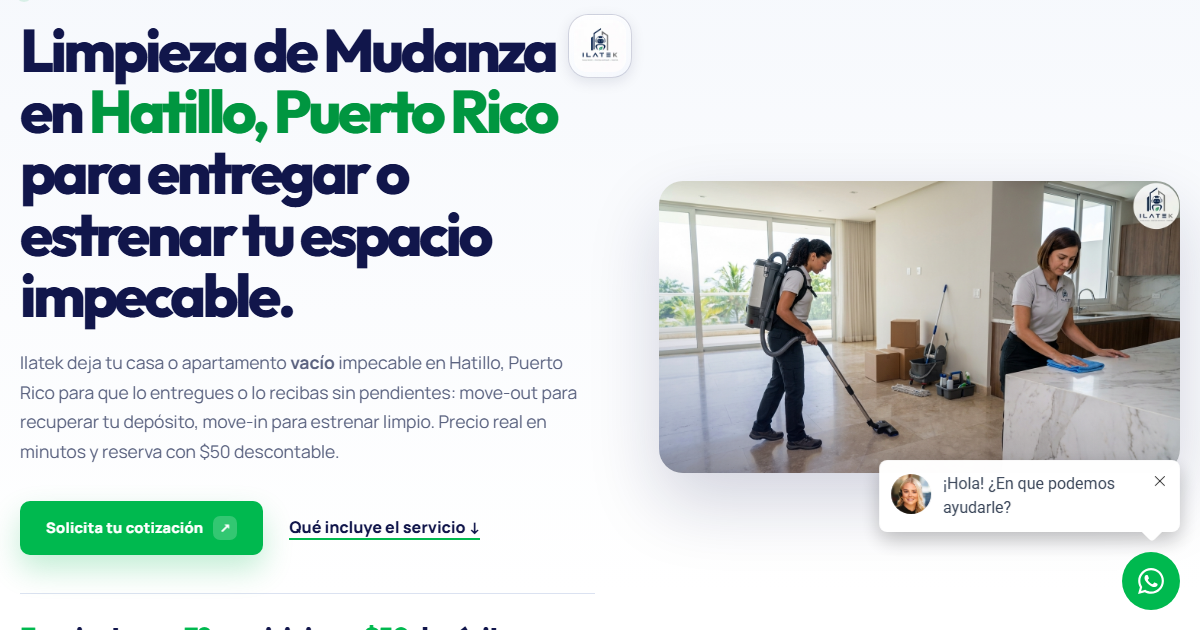 Limpieza de Mudanza
en Hatillo, Puerto Rico
para entregar o
estrenar tu espacio
impecable.
ILATEK
ILATEK
Ilatek deja tu casa o apartamento vacío impecable en Hatillo, Puerto
Rico para que lo entregues o lo recibas sin pendientes: move-out para
recuperar tu depósito, move-in para estrenar limpio. Precio real en
minutos y reserva con $50 descontable.
Solicita tu cotización ↗
Qué incluye el servicio ↓
¡Hola! ¿En que podemos
ayudarle?